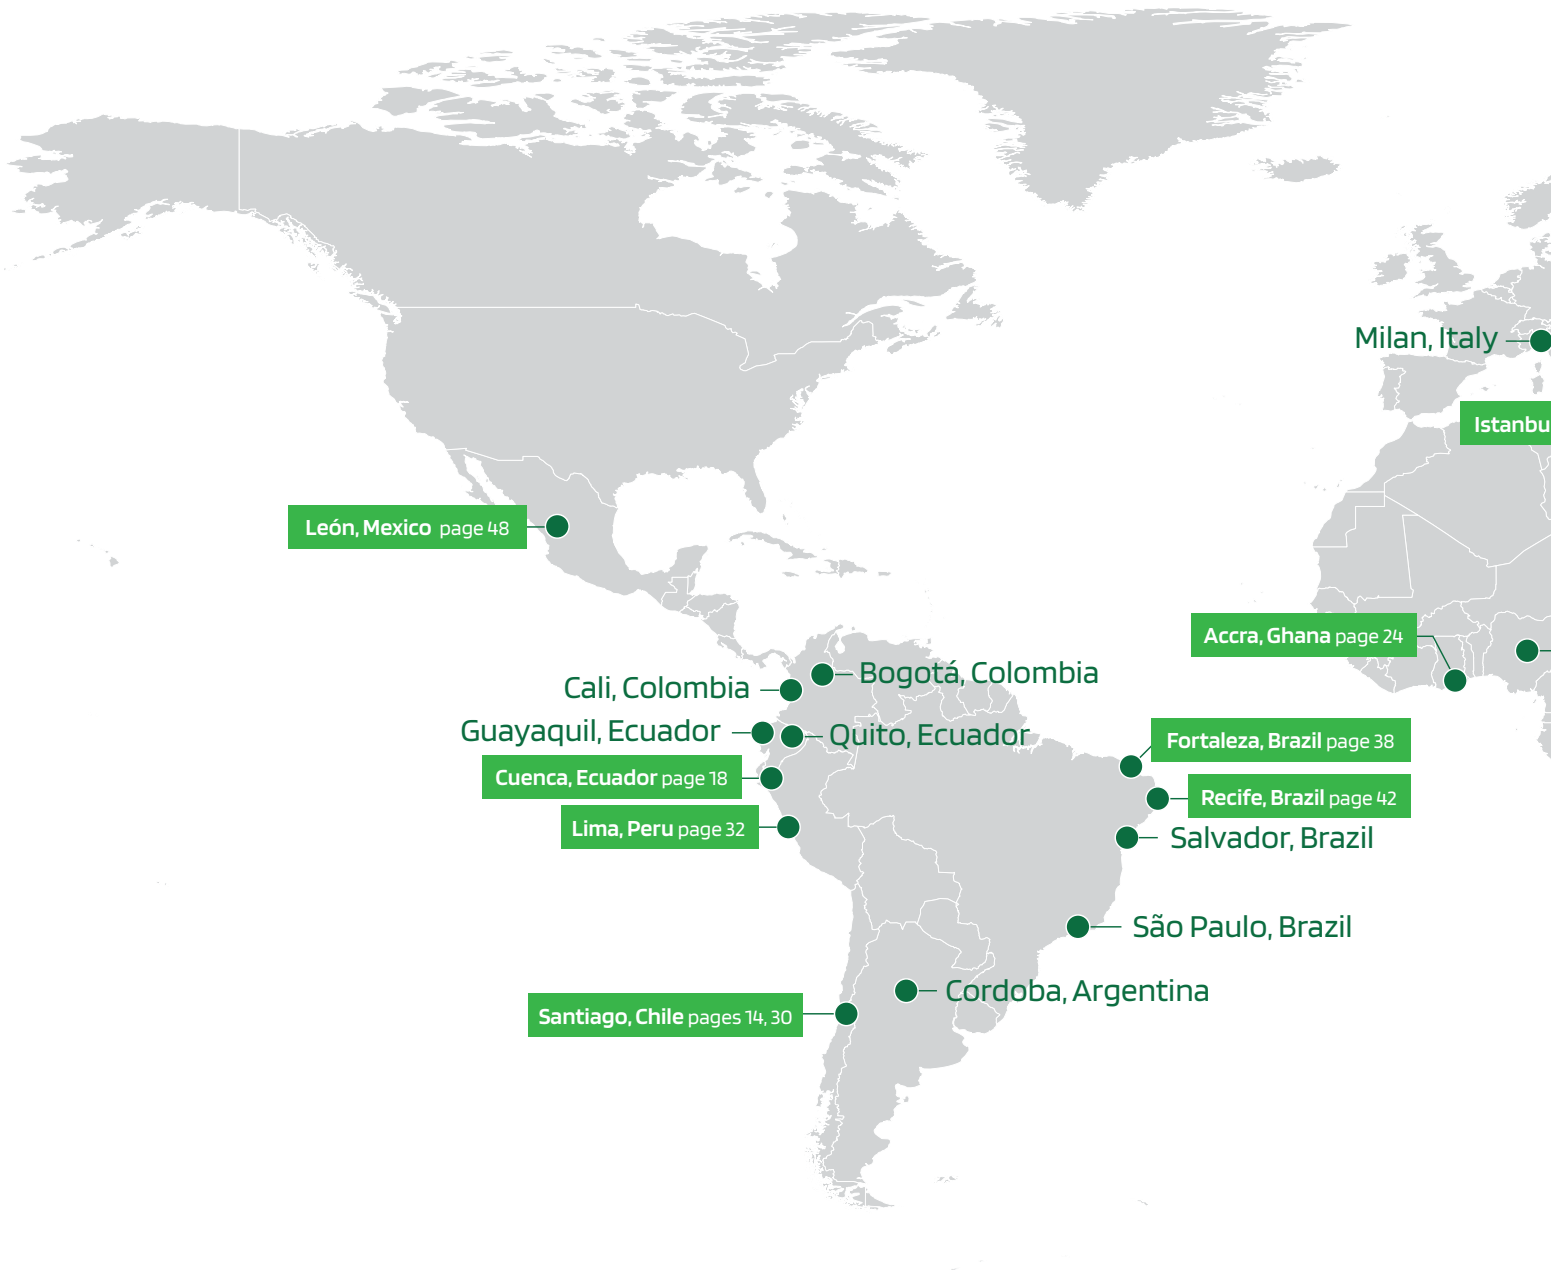 Milan, Italy
Istanbu
León, Mexico page 48
Accra, Ghana page 24
Bogotá, Colombia
Cali, Colombia
Guayaquil, Ecuador
Quito, Ecuador
Fortaleza, Brazil page 38
Cuenca, Ecuador page 18
Recife, Brazil page 42
Lima, Peru page 32
Salvador, Brazil
São Paulo, Brazil
Cordoba, Argentina
Santiago, Chile pages 14, 30